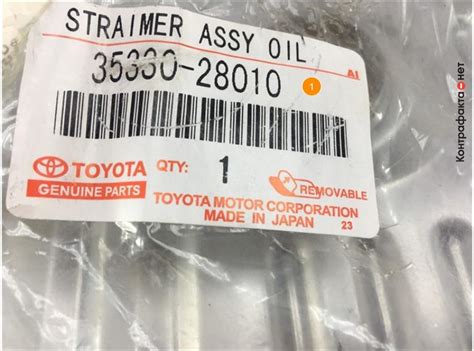 STRAIMER ASSY OIL
35330-28010
1
AI
TOYOTA
GENUINE PARTS
QTY: 1
REMOVABLE
TOYOTA MOTOR CORPORATION
MADE IN JAPAN 23
Контрафакта нет